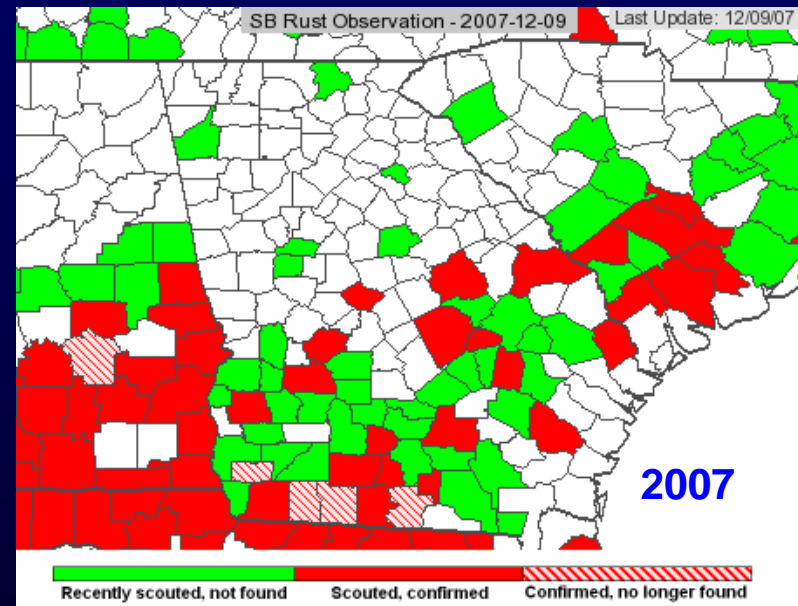 SB Rust Observation - 2007-12-09
Last Update: 12/09/07
2007
Recently scouted, not found
Scouted, confirmed
Confirmed, no longer found